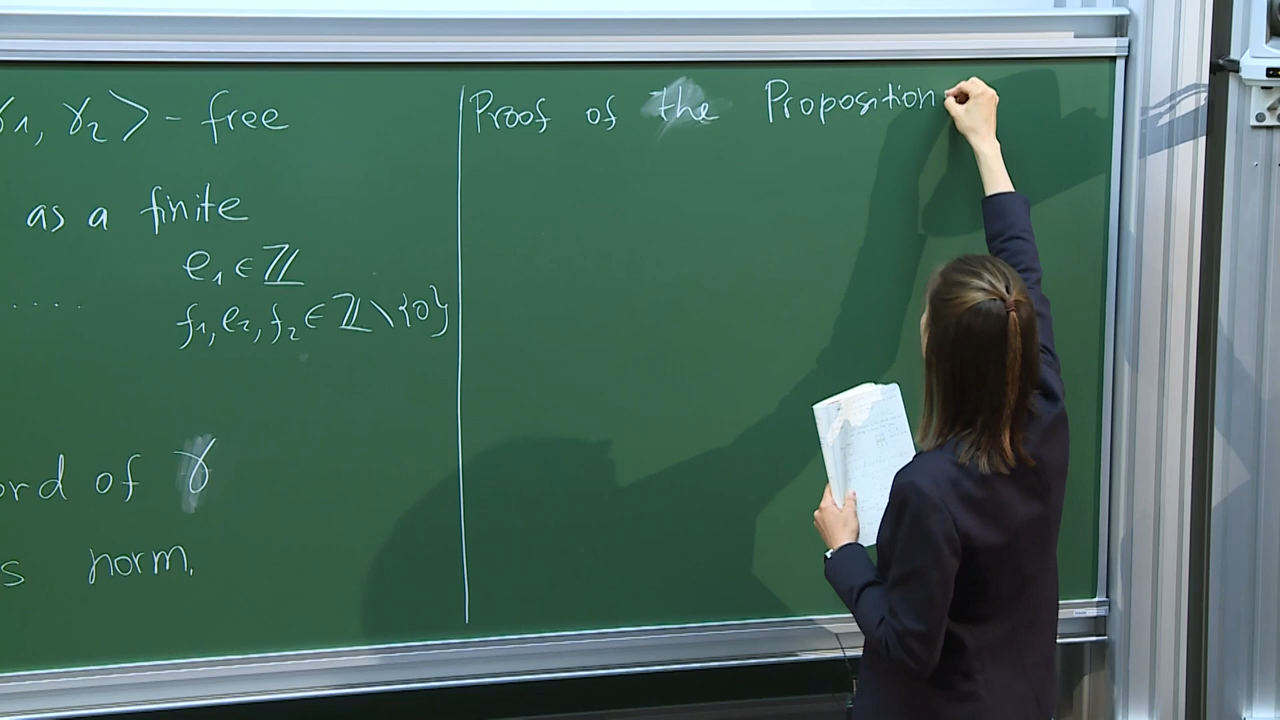 γ₁, γ₂> - free
as a finite
e₁ ∈ ℤ
....
f₁, e₂, f₂ ∈ ℤ \ {0}
ord of γ
s norm.
Proof of the Proposition